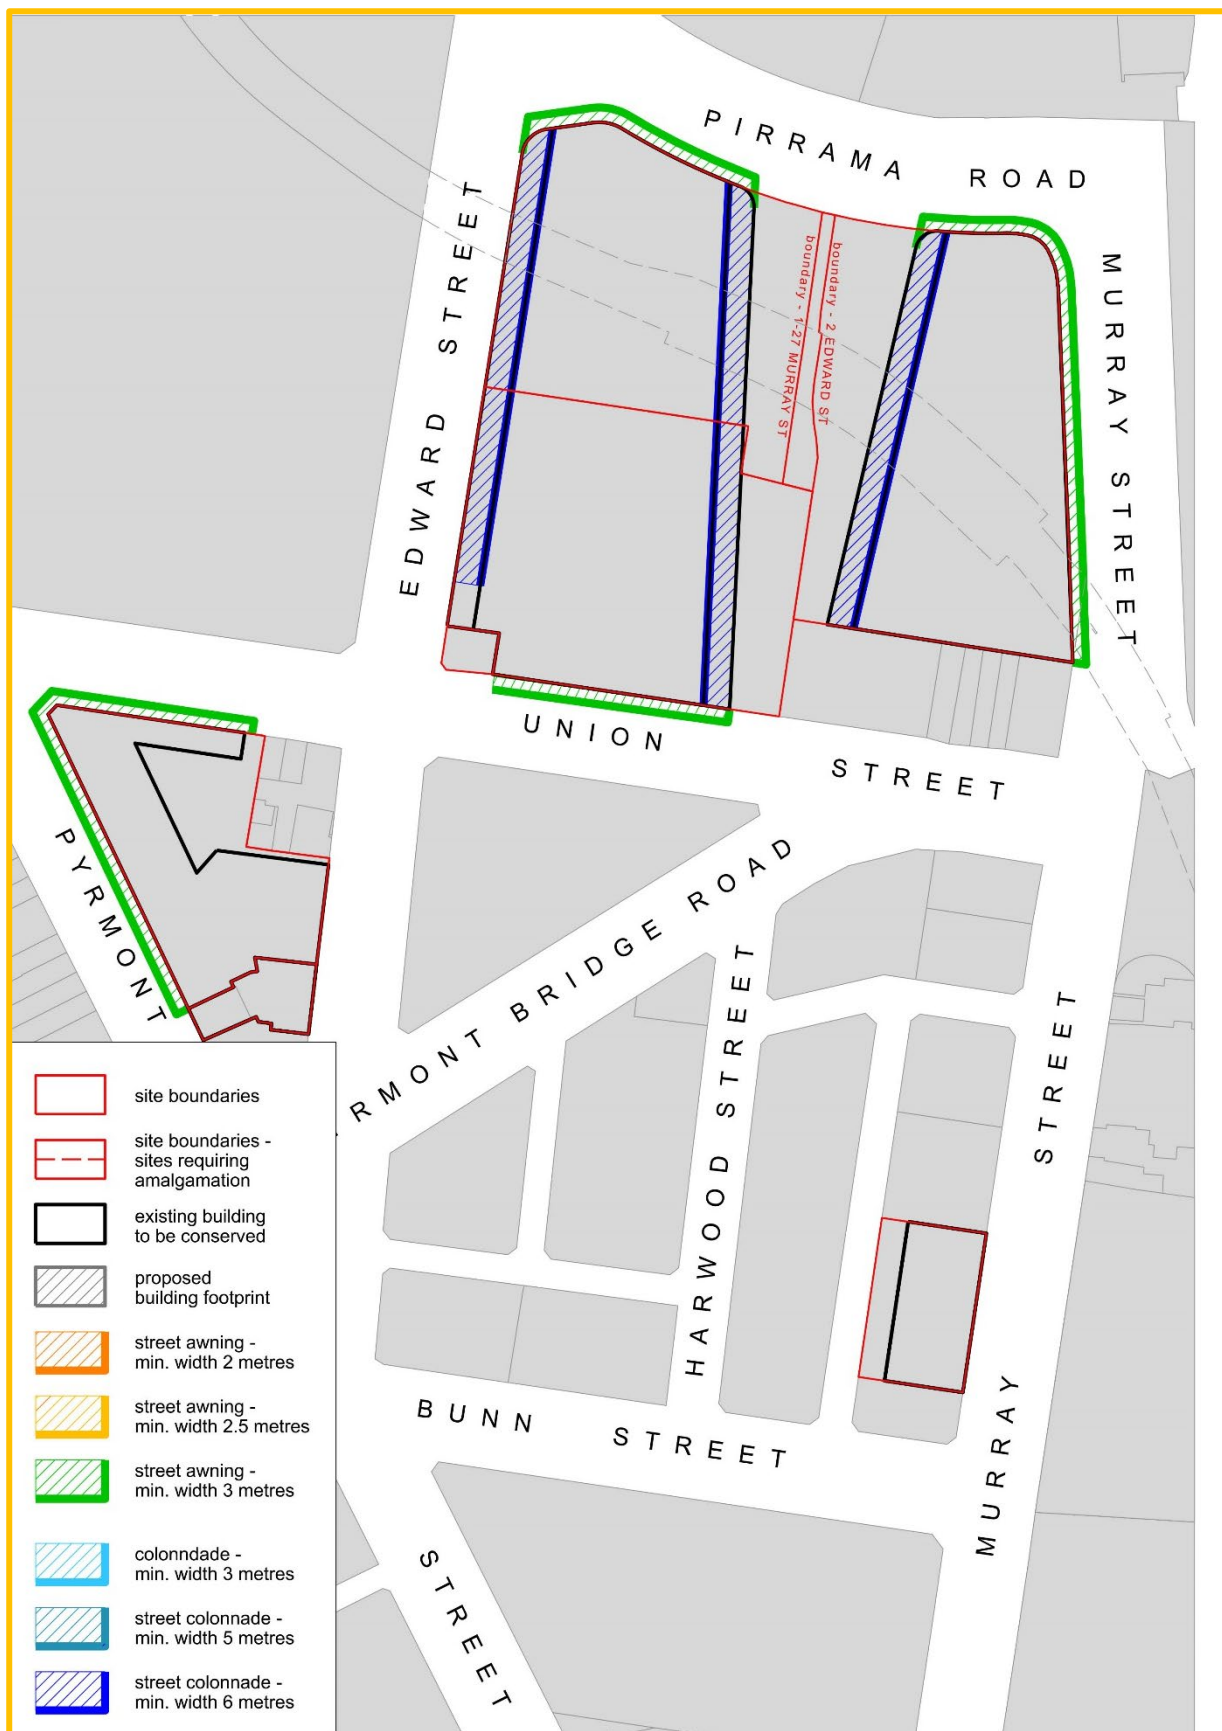 PIRRAMA ROAD
EDWARD STREET
boundary - 1-27 MURRAY ST
boundary - 2 EDWARD ST
MURRAY STREET
UNION STREET
PYRMONT
RMONT BRIDGE ROAD
HARWOOD STREET
MURRAY STREET
BUNN STREET
STREET
site boundaries
site boundaries -
sites requiring
amalgamation
existing building
to be conserved
proposed
building footprint
street awning -
min. width 2 metres
street awning -
min. width 2.5 metres
street awning -
min. width 3 metres
colonndade -
min. width 3 metres
street colonnade -
min. width 5 metres
street colonnade -
min. width 6 metres